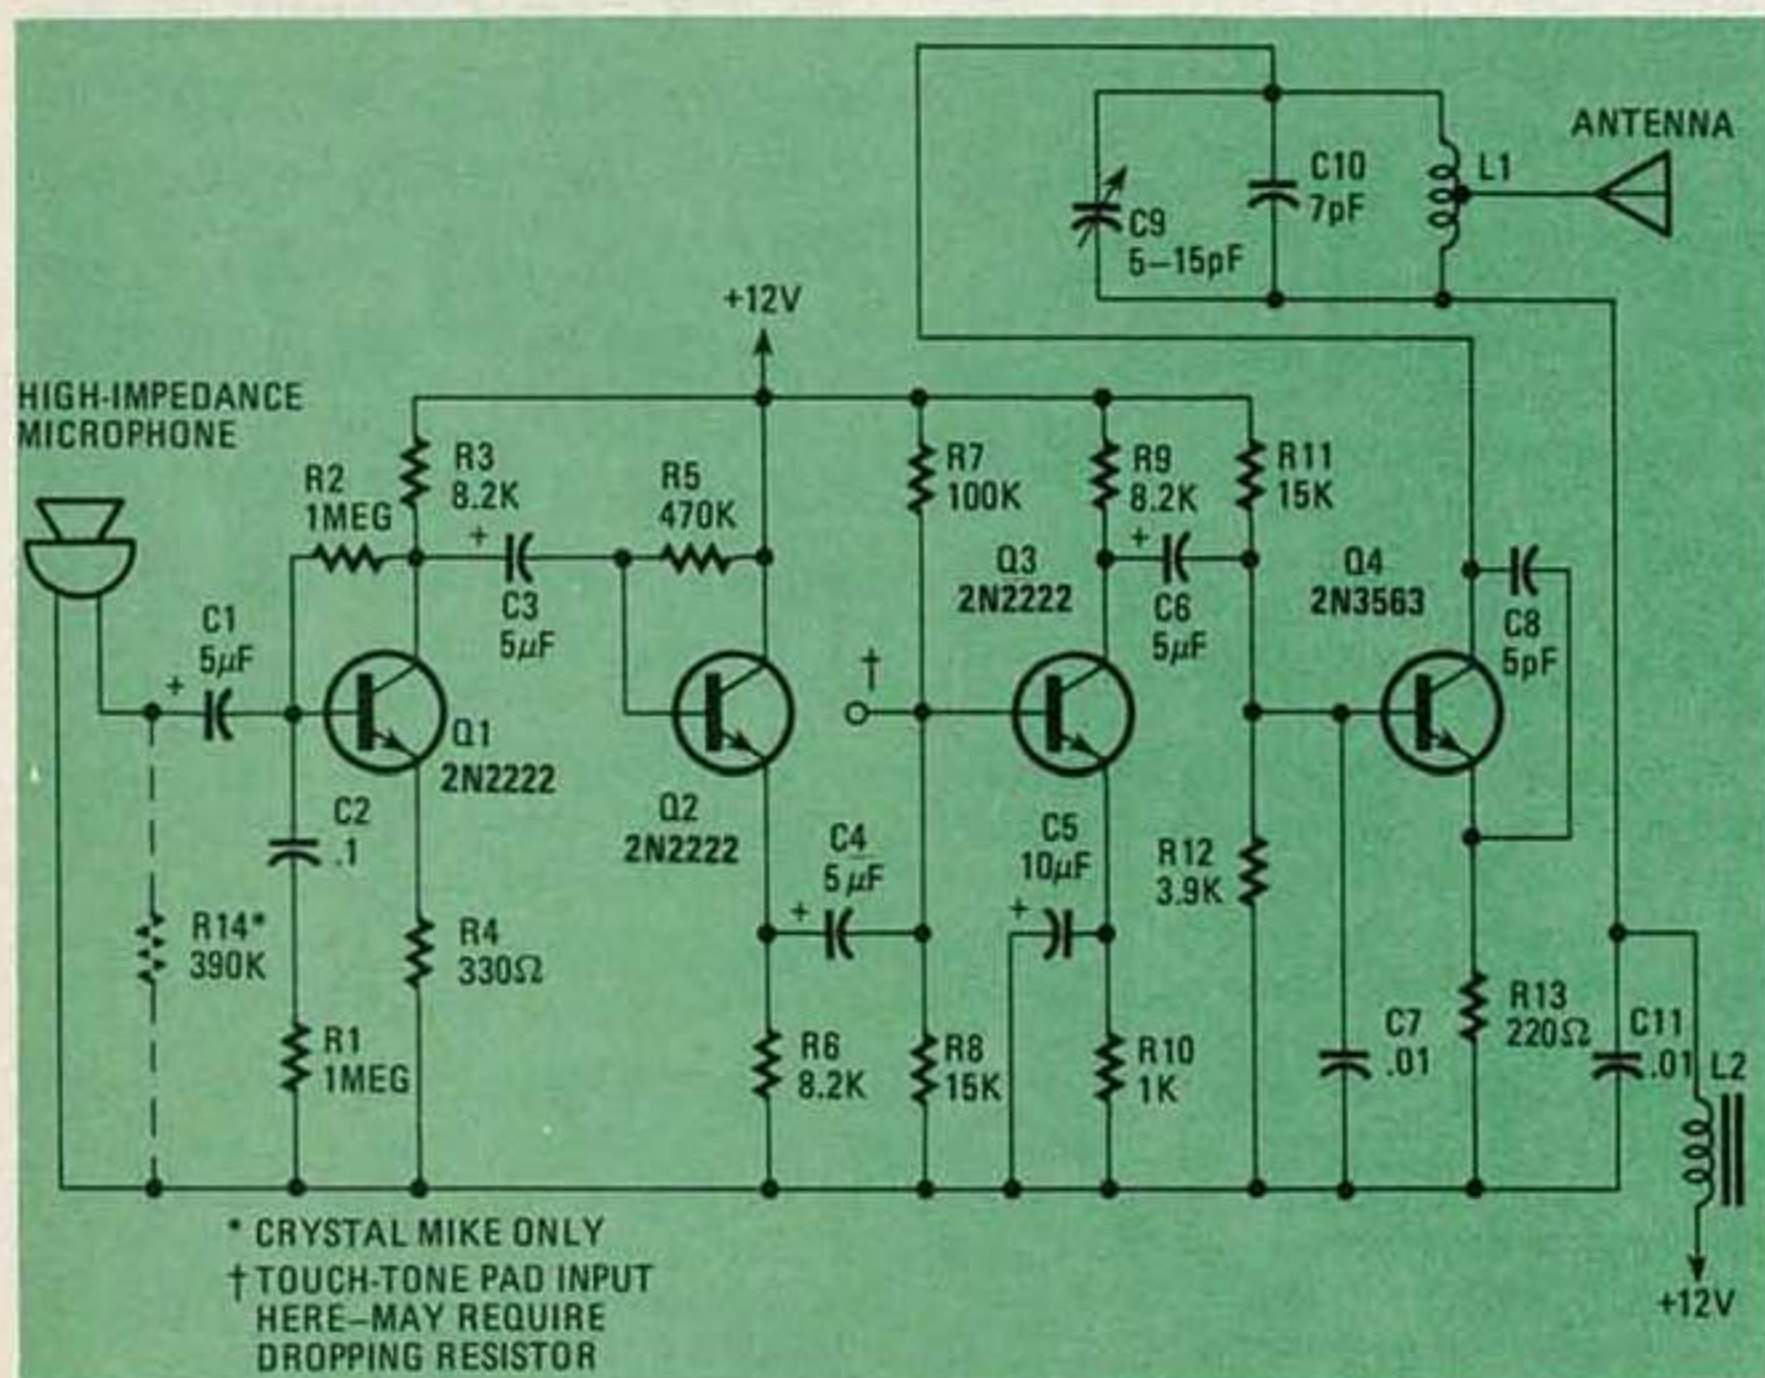 ANTENNA
C10
7pF
L1
C9
5–15pF
+12V
HIGH-IMPEDANCE
MICROPHONE
R2
1MEG
R3
8.2K
R5
470K
R7
100K
R9
8.2K
R11
15K
+
C3
5µF
Q3
2N2222
+
C6
5µF
Q4
2N3563
C8
5pF
C1
5µF
+
†
Q1
2N2222
Q2
2N2222
C2
.1
C4
5µF
+
C5
10µF
+
R12
3.9K
R14*
390K
R4
330Ω
R1
1MEG
R6
8.2K
R8
15K
R10
1K
C7
.01
R13
220Ω
C11
.01
L2
+12V
* CRYSTAL MIKE ONLY
† TOUCH-TONE PAD INPUT
HERE–MAY REQUIRE
DROPPING RESISTOR